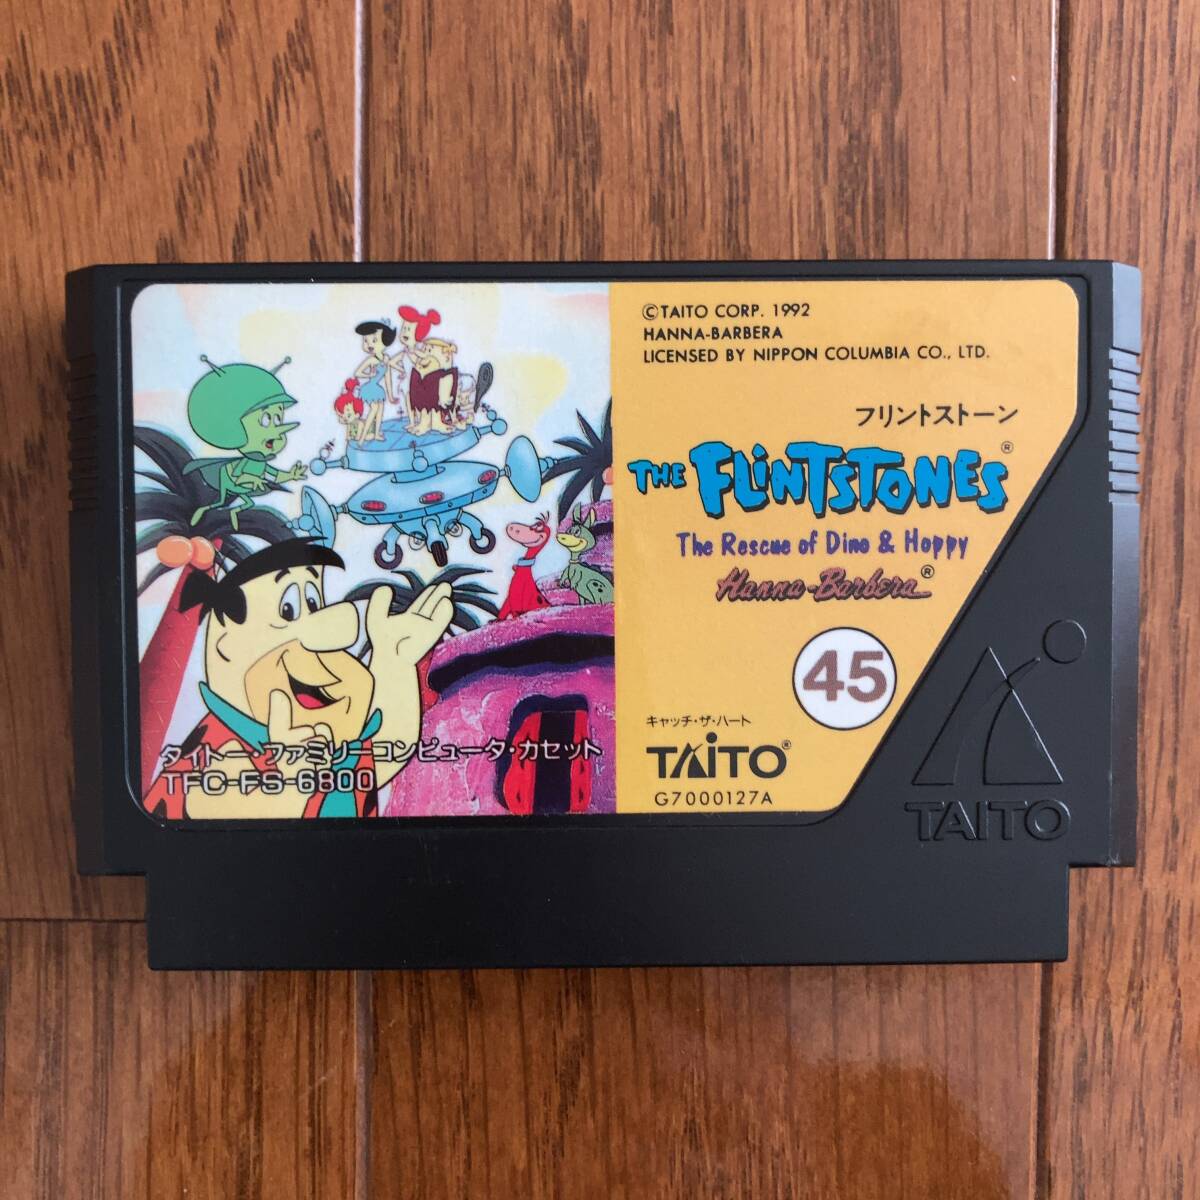 ©TAITO CORP. 1992
HANNA-BARBERA
LICENSED BY NIPPON COLUMBIA CO., LTD.
フリントストーン
THE FLINTSTONES®
The Rescue of Dino & Hoppy
Hanna-Barbera®
45
キャッチ・ザ・ハート
TAITO®
G7000127A
タイトー・ファミリーコンピュータ・カセット
TFC-FS-6800
TAITO